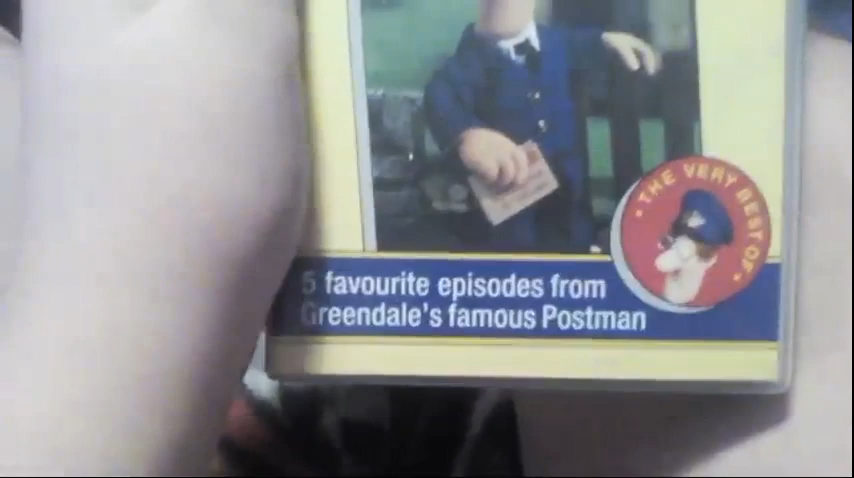 • THE VERY BEST OF •
5 favourite episodes from
Greendale's famous Postman